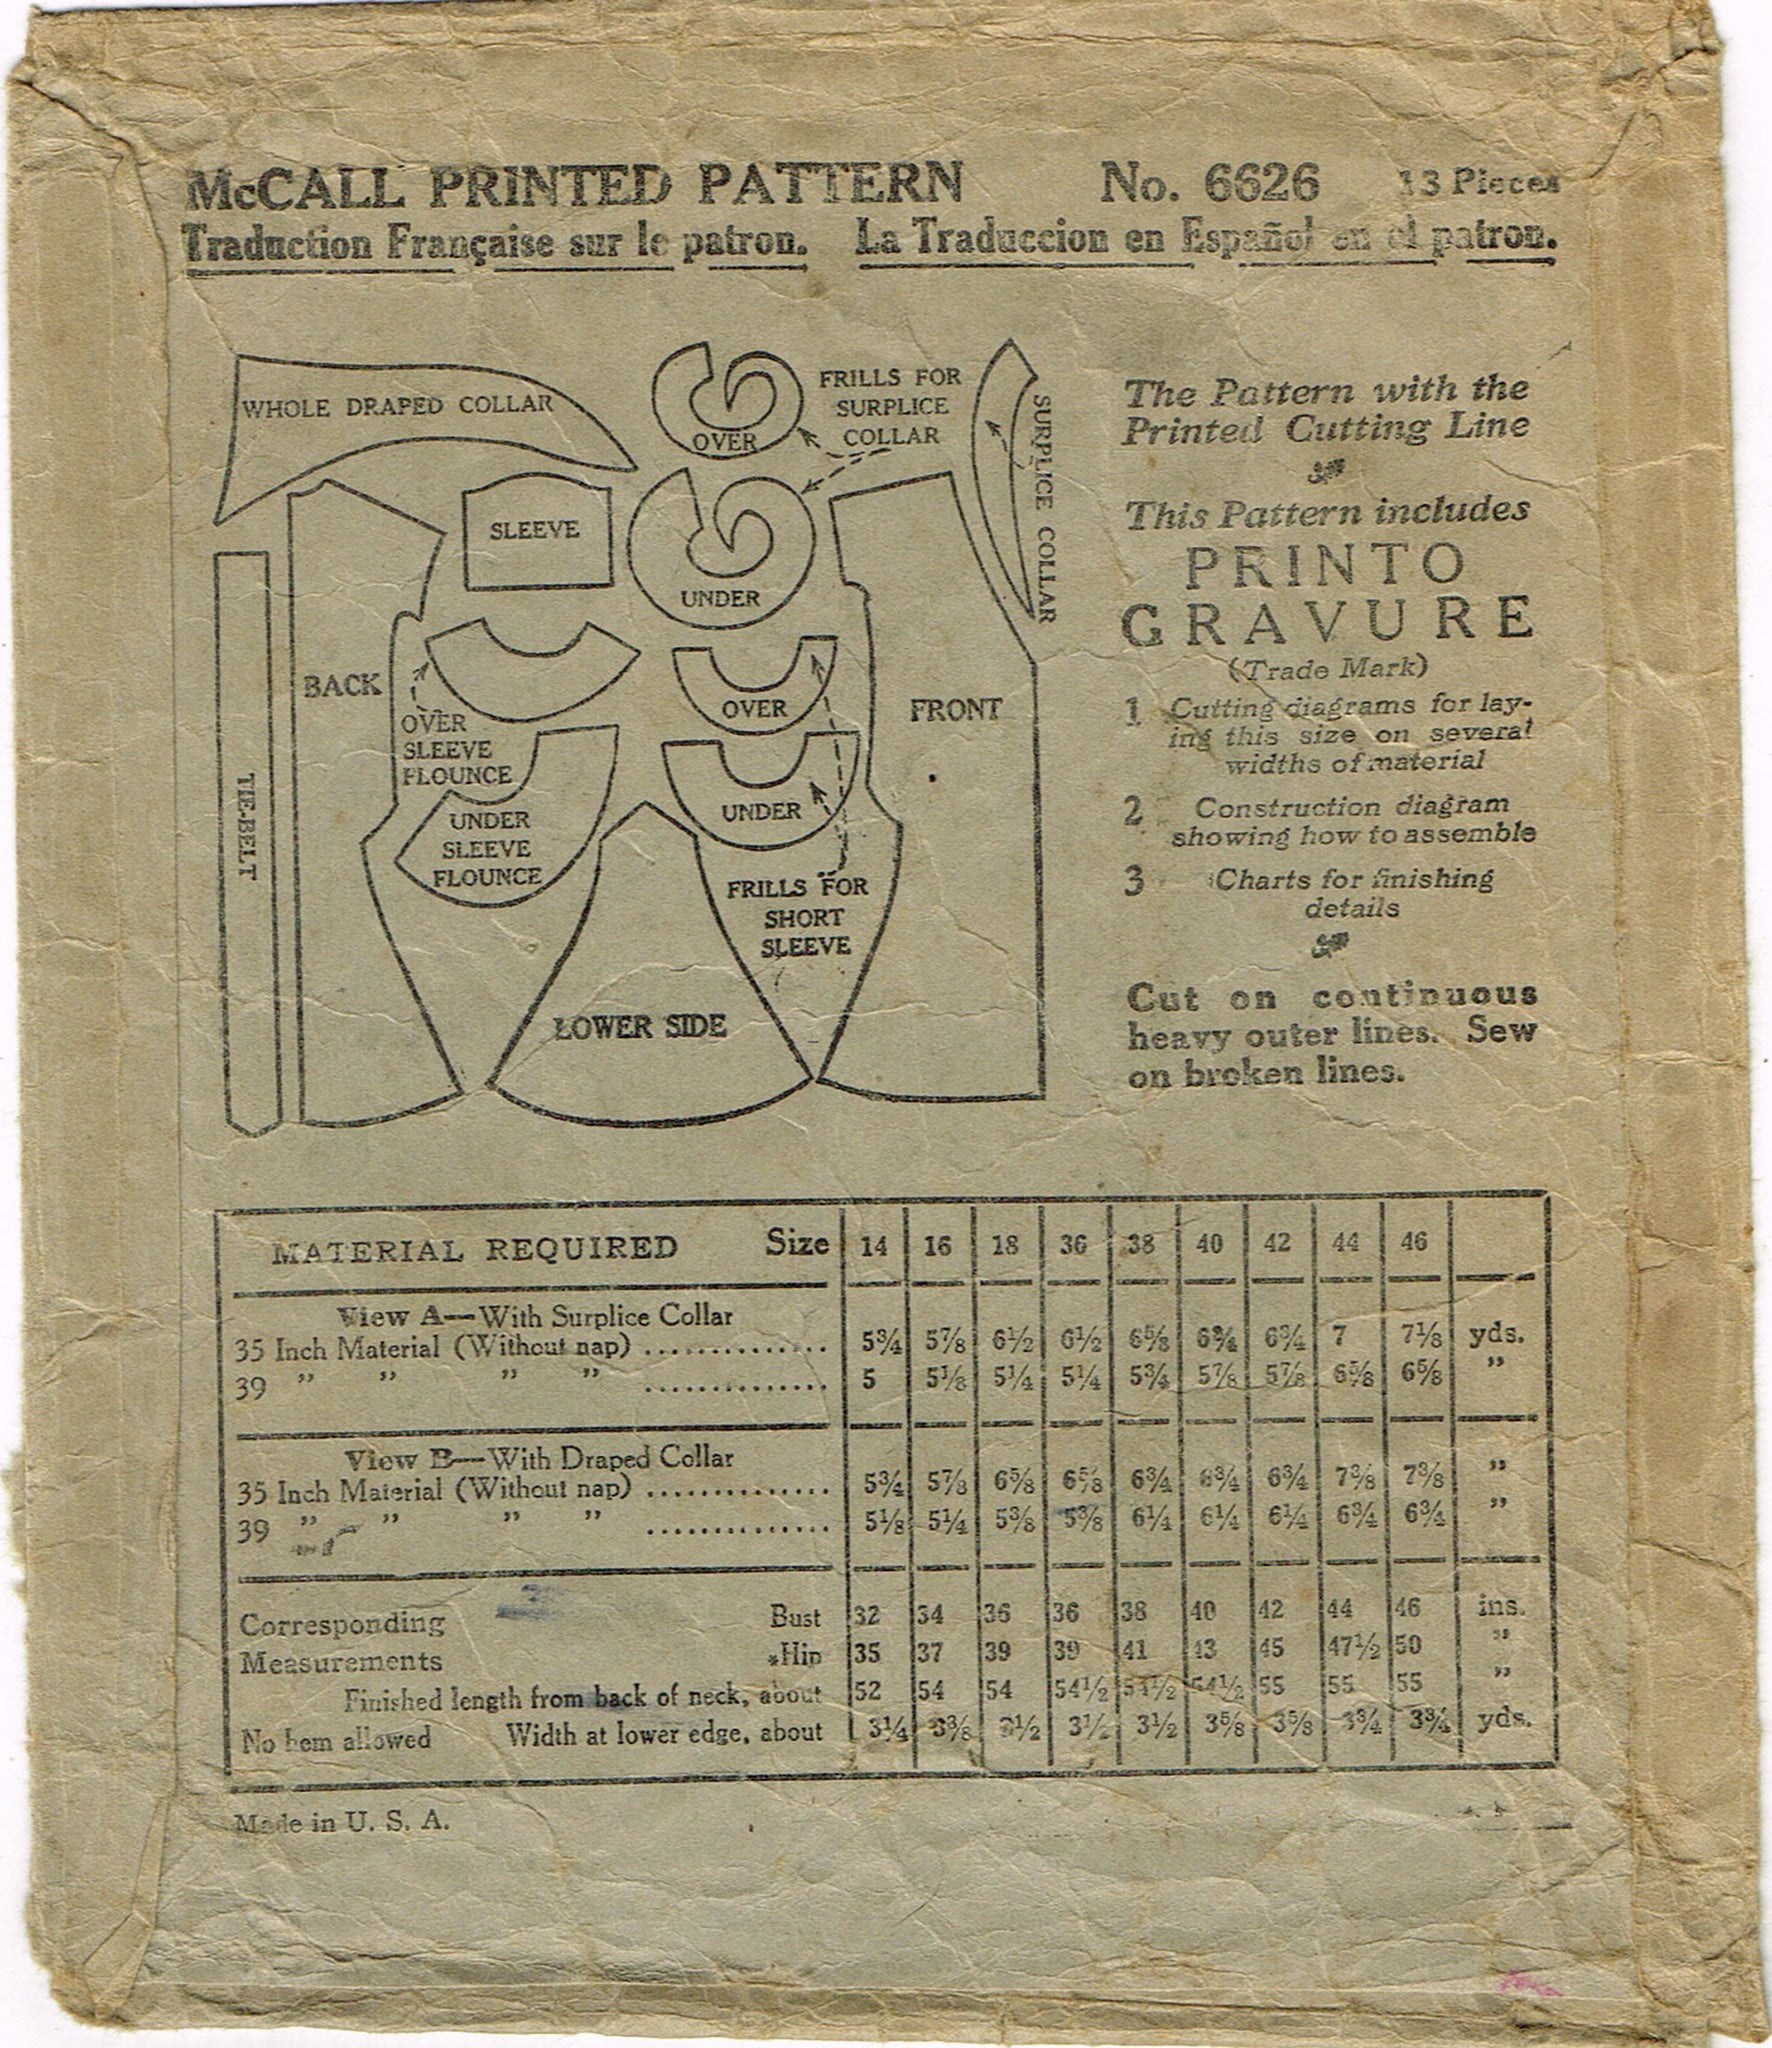 McCALL PRINTED PATTERN No. 6626 13 Pieces
Traduction Française sur le patron. La Traduccion en Español en el patron.
WHOLE DRAPED COLLAR
OVER
FRILLS FOR
SURPLICE
COLLAR
SURPLICE COLLAR
SLEEVE
UNDER
BACK
OVER
SLEEVE
FLOUNCE
OVER
FRONT
TIE-BELT
UNDER
SLEEVE
FLOUNCE
UNDER
FRILLS FOR
SHORT
SLEEVE
LOWER SIDE
The Pattern with the
Printed Cutting Line
This Pattern includes
PRINTO
GRAVURE
(Trade Mark)
1 Cutting diagrams for lay-
ing this size on several
widths of material
2 Construction diagram
showing how to assemble
3 Charts for finishing
details
Cut on continuous
heavy outer lines. Sew
on broken lines.
MATERIAL REQUIRED Size 14 16 18 36 38 40 42 44 46
View A—With Surplice Collar
35 Inch Material (Without nap) .............. 5¾ 5⅞ 6½ 6½ 6⅝ 6¾ 6¾ 7 7⅛ yds.
39 " " " " .............. 5 5⅛ 5¼ 5¼ 5¾ 5⅞ 5⅞ 6⅝ 6⅝ "
View B—With Draped Collar
35 Inch Material (Without nap) .............. 5¾ 5⅞ 6⅝ 6⅝ 6¾ 6¾ 6¾ 7⅜ 7⅜ "
39 " " " " .............. 5⅛ 5¼ 5⅜ 5⅜ 6¼ 6¼ 6¼ 6¾ 6¾ "
Corresponding Bust 32 34 36 36 38 40 42 44 46 ins.
Measurements *Hip 35 37 39 39 41 43 45 47½ 50 "
Finished length from back of neck, about 52 54 54 54½ 54½ 54½ 55 55 55 "
No hem allowed Width at lower edge, about 3¼ 3⅜ 3½ 3½ 3½ 3⅝ 3⅝ 3¾ 3¾ yds.
Made in U. S. A.